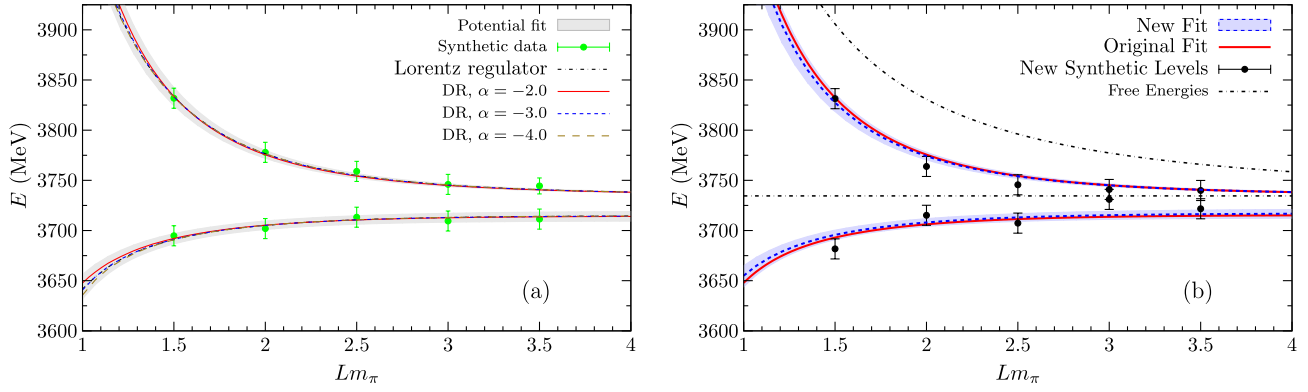 Potential fit
Synthetic data
Lorentz regulator
DR, α = −2.0
DR, α = −3.0
DR, α = −4.0
E (MeV)
3900
3850
3800
3750
3700
3650
3600
(a)
1 1.5 2 2.5 3 3.5 4
Lmπ
New Fit
Original Fit
New Synthetic Levels
Free Energies
E (MeV)
3900
3850
3800
3750
3700
3650
3600
(b)
1 1.5 2 2.5 3 3.5 4
Lmπ